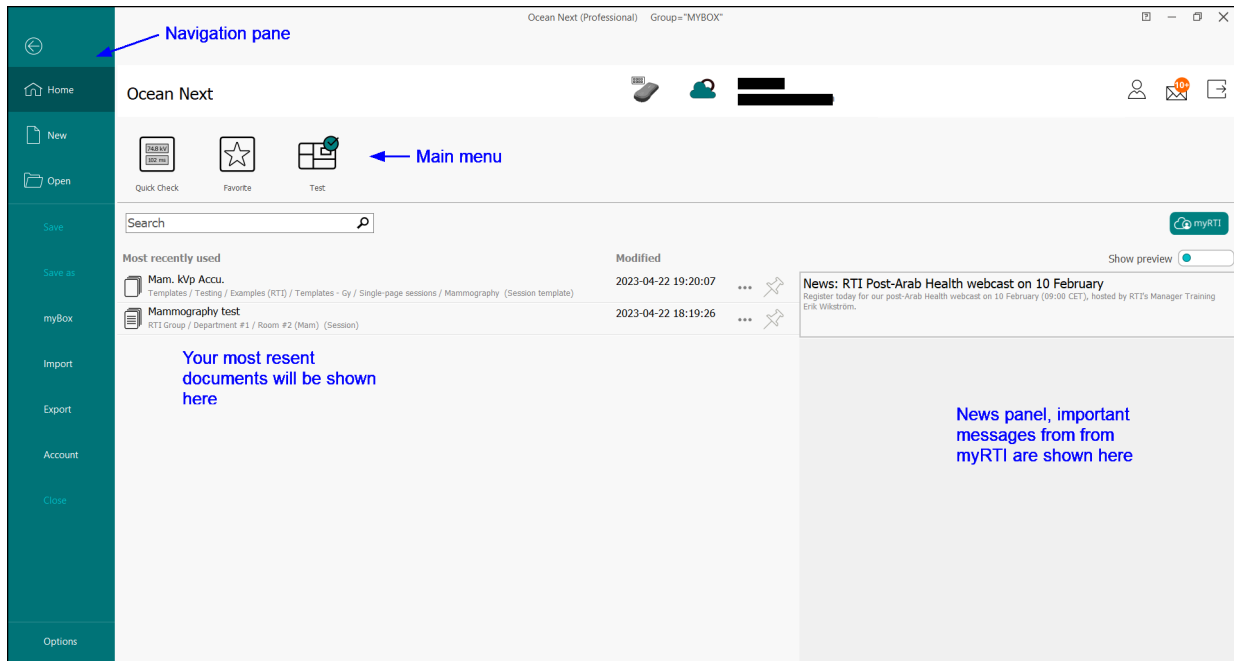 Ocean Next (Professional) Group="MYBOX"
Navigation pane
Home
Ocean Next
10+
New
74.8 kV
102 ms
Main menu
Open
Quick Check Favorite Test
Save
Search
myRTI
Most recently used Modified Show preview
Save as
Mam. kVp Accu. 2023-04-22 19:20:07
Templates / Testing / Examples (RTI) / Templates - Gy / Single-page sessions / Mammography (Session template)
News: RTI Post-Arab Health webcast on 10 February
Register today for our post-Arab Health webcast on 10 February (09:00 CET), hosted by RTI's Manager Training
Erik Wikström.
myBox
Mammography test 2023-04-22 18:19:26
RTI Group / Department #1 / Room #2 (Mam) (Session)
Your most resent
documents will be shown
here
Import
Export
News panel, important
messages from from
myRTI are shown here
Account
Close
Options